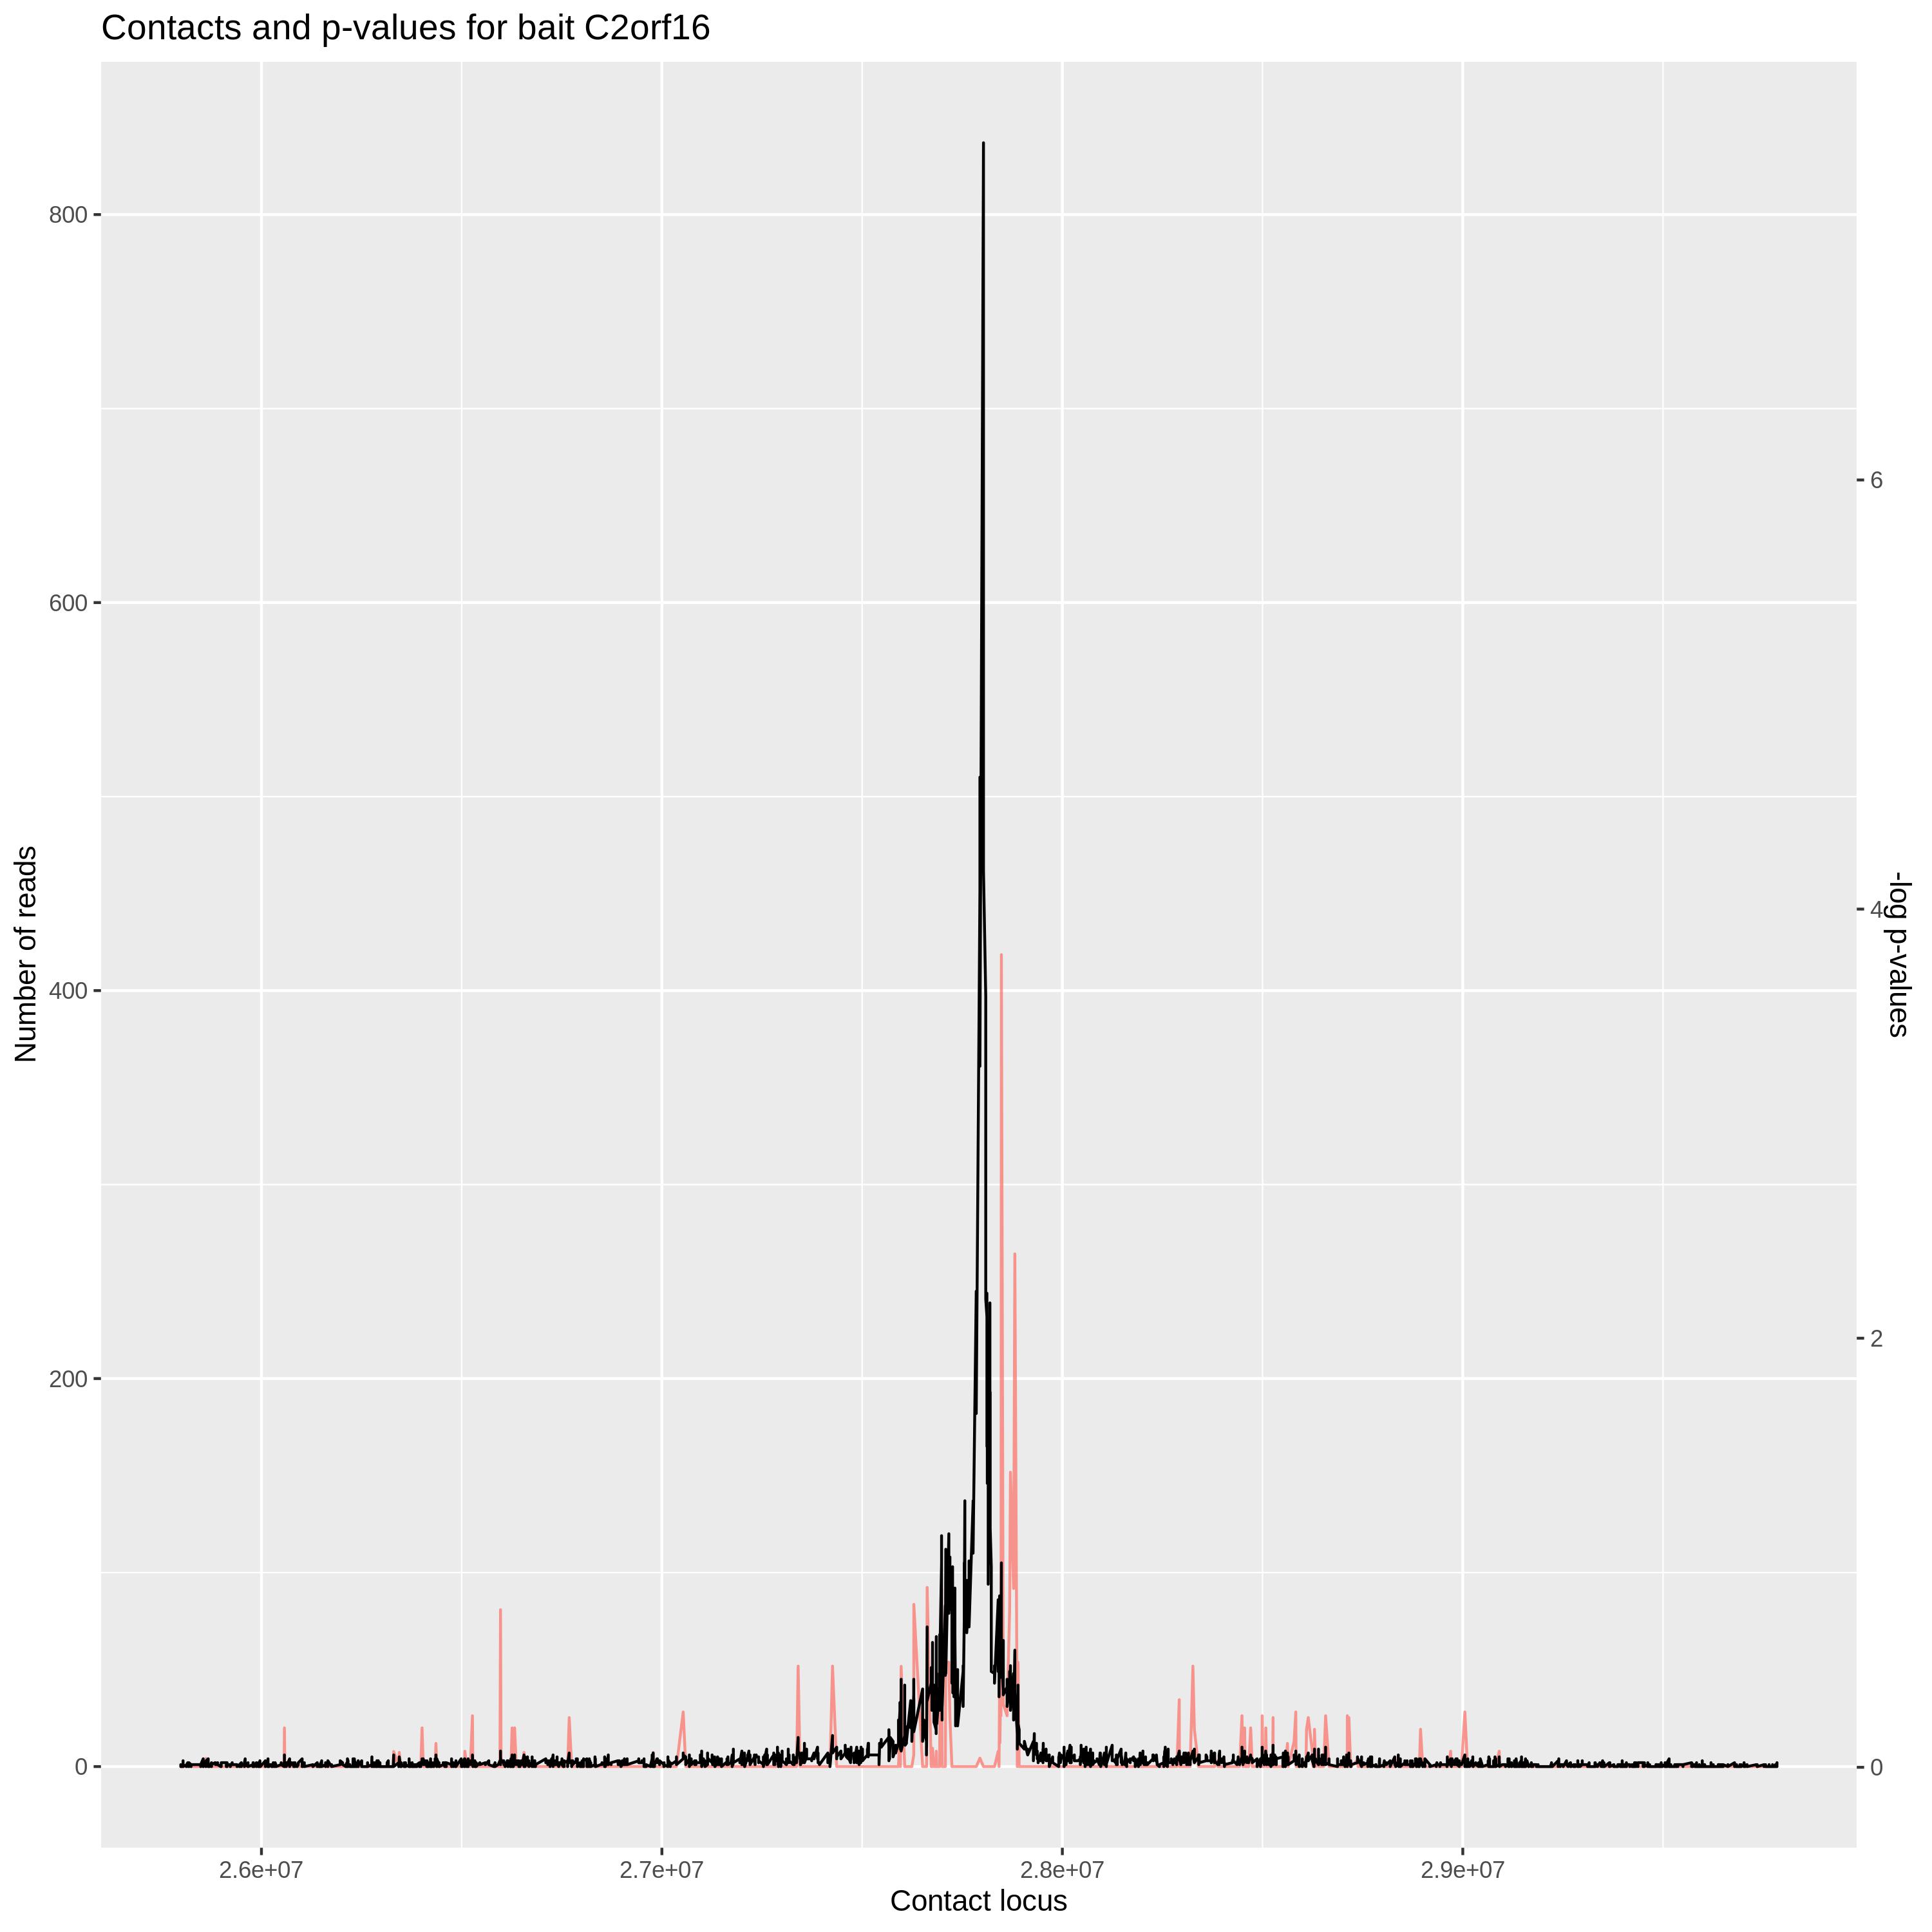 Contacts and p-values for bait C2orf16
800
600
400
200
0
Number of reads
6
4
2
0
-log p-values
2.6e+07 2.7e+07 2.8e+07 2.9e+07
Contact locus